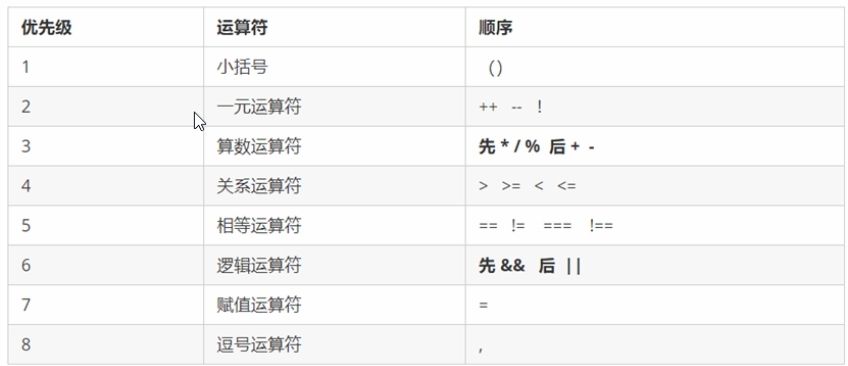 优先级 运算符 顺序
1 小括号 ()
2 一元运算符 ++ -- !
3 算数运算符 先 * / % 后 + -
4 关系运算符 > >= < <=
5 相等运算符 == != === !==
6 逻辑运算符 先 && 后 ||
7 赋值运算符 =
8 逗号运算符 ,